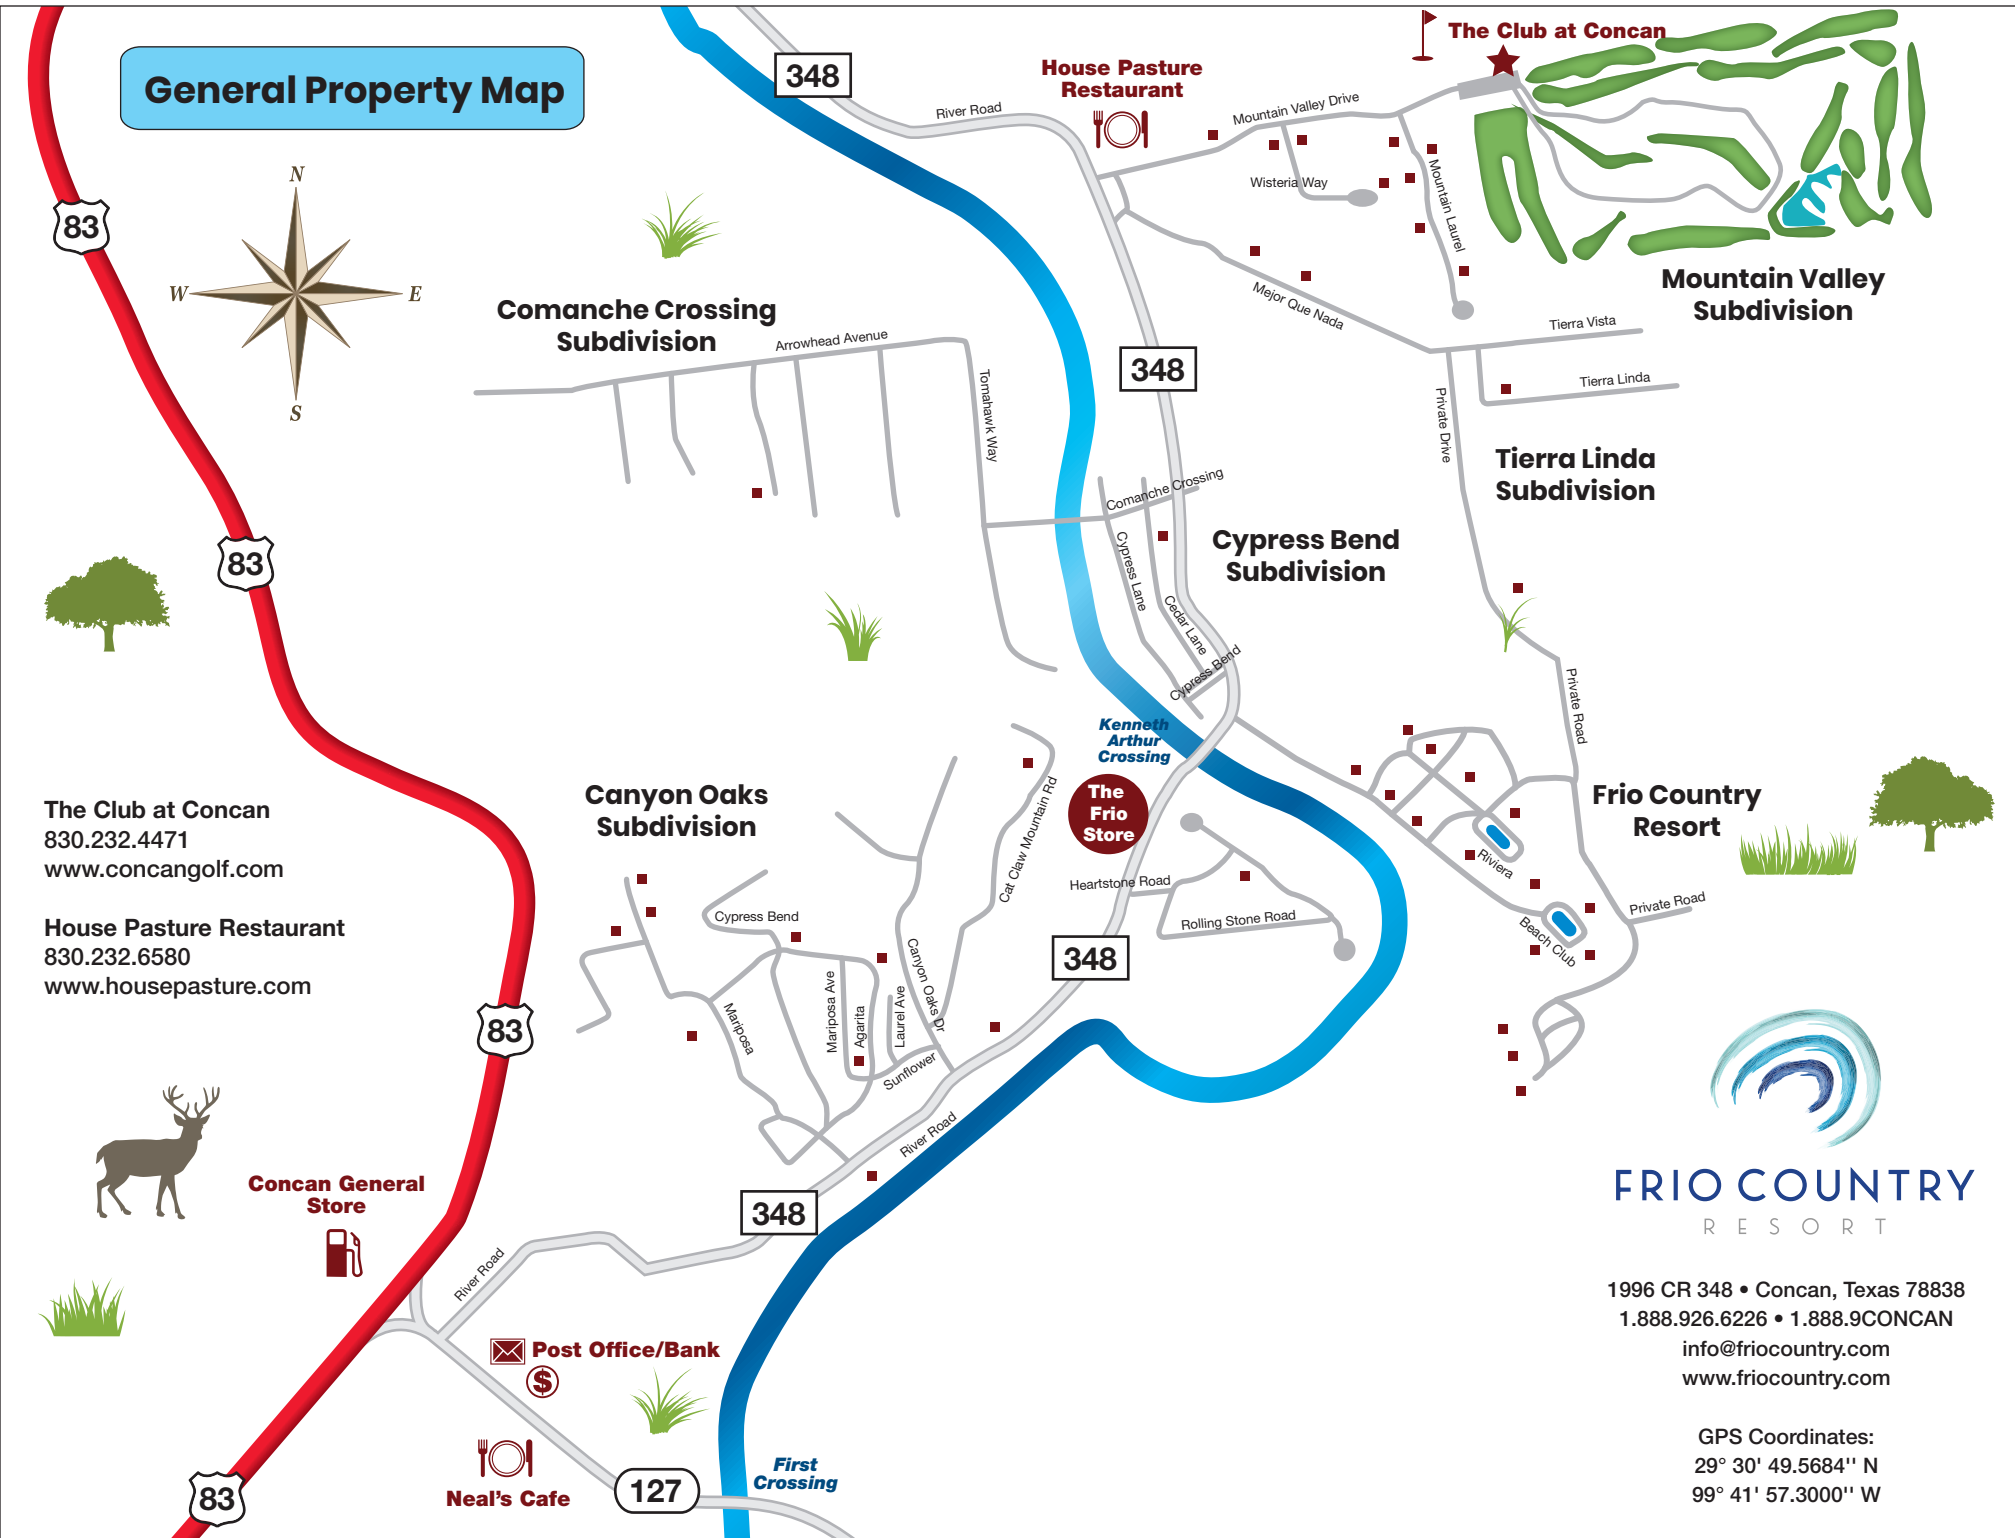 General Property Map
348
River Road
House Pasture
Restaurant
The Club at Concan
Mountain Valley Drive
Wisteria Way
Mountain Laurel
83
N
W
E
S
Mejor Que Nada
Mountain Valley
Subdivision
Tierra Vista
Tierra Linda
Private Drive
Comanche Crossing
Subdivision
Arrowhead Avenue
Tomahawk Way
348
Tierra Linda
Subdivision
Comanche Crossing
Cypress Lane
Cedar Lane
Cypress Bend
Cypress Bend
Subdivision
83
Private Road
Kenneth
Arthur
Crossing
The
Frio
Store
Canyon Oaks
Subdivision
Cat Claw Mountain Rd
Frio Country
Resort
The Club at Concan
830.232.4471
www.concangolf.com
House Pasture Restaurant
830.232.6580
www.housepasture.com
Heartstone Road
Rolling Stone Road
Riviera
Beach Club
Private Road
Cypress Bend
Canyon Oaks Dr
348
Mariposa
Mariposa Ave
Agarita
Laurel Ave
Sunflower
83
River Road
348
Concan General
Store
River Road
Post Office/Bank
$
Neal's Cafe
127
First
Crossing
83
FRIO COUNTRY
RESORT
1996 CR 348 • Concan, Texas 78838
1.888.926.6226 • 1.888.9CONCAN
info@friocountry.com
www.friocountry.com
GPS Coordinates:
29° 30' 49.5684'' N
99° 41' 57.3000'' W